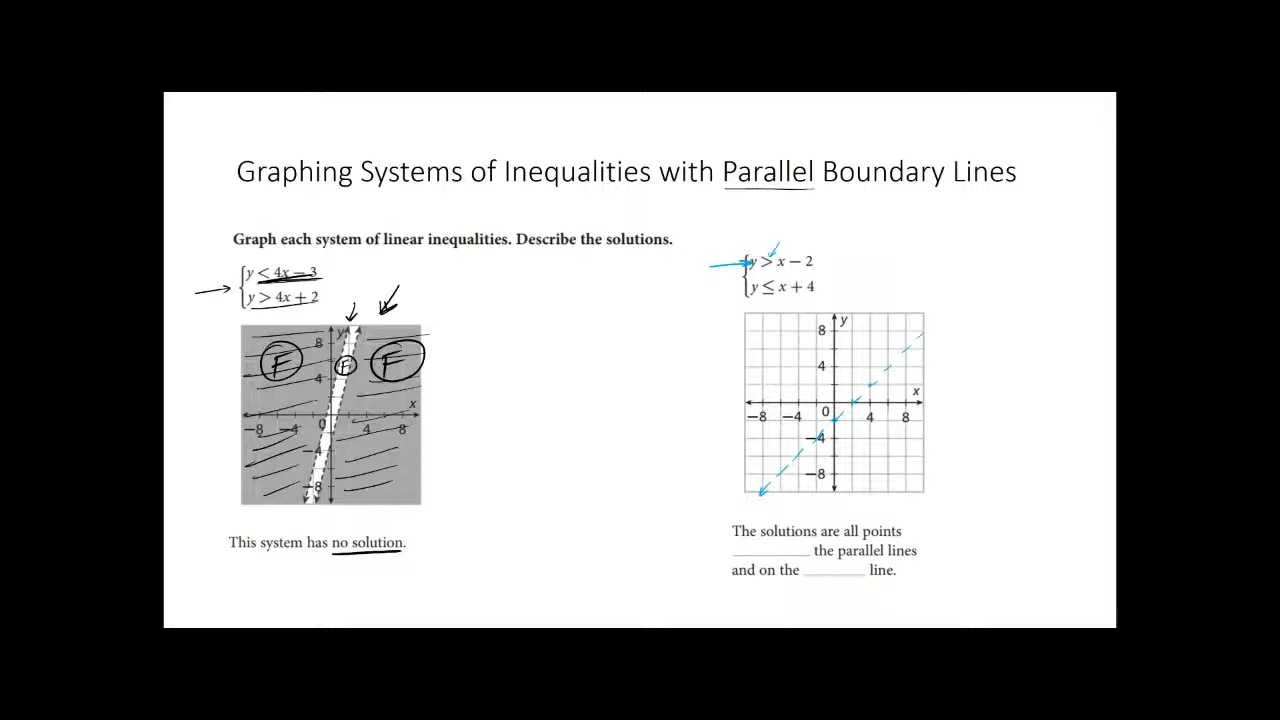 Graphing Systems of Inequalities with Parallel Boundary Lines
Graph each system of linear inequalities. Describe the solutions.
y < 4x − 3
y > 4x + 2
y
8
4
x
−8 −4 0 4 8
−4
−8
F F F
This system has no solution.
y > x − 2
y ≤ x + 4
y
8
4
x
−8 −4 0 4 8
−4
−8
The solutions are all points
__________ the parallel lines
and on the ________ line.